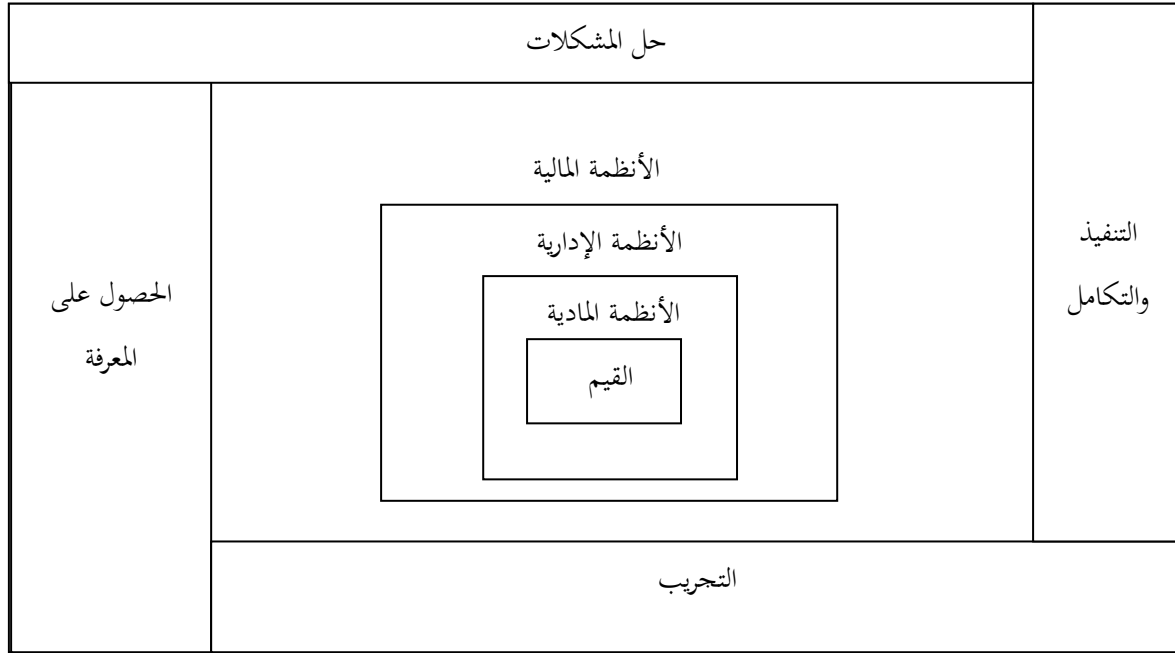 حل المشكلات
الأنظمة المالية
التنفيذ
والتكامل
الأنظمة الإدارية
الحصول على
المعرفة
الأنظمة المادية
القيم
التجريب